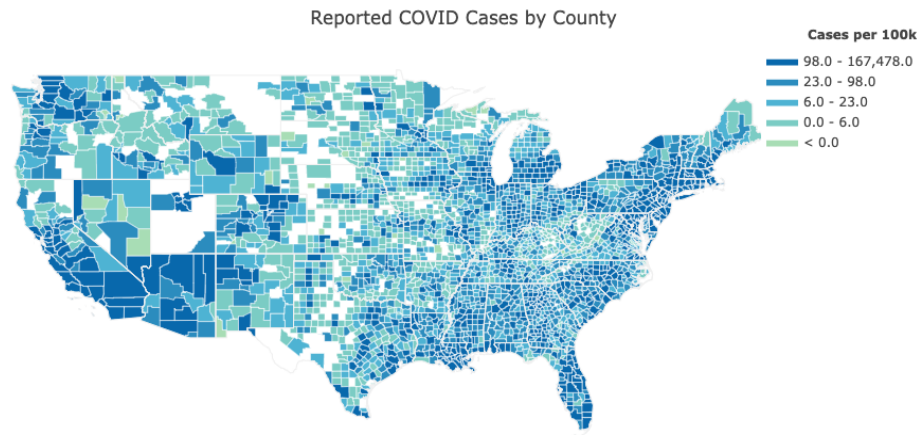 Reported COVID Cases by County
Cases per 100k
98.0 - 167,478.0
23.0 - 98.0
6.0 - 23.0
0.0 - 6.0
< 0.0